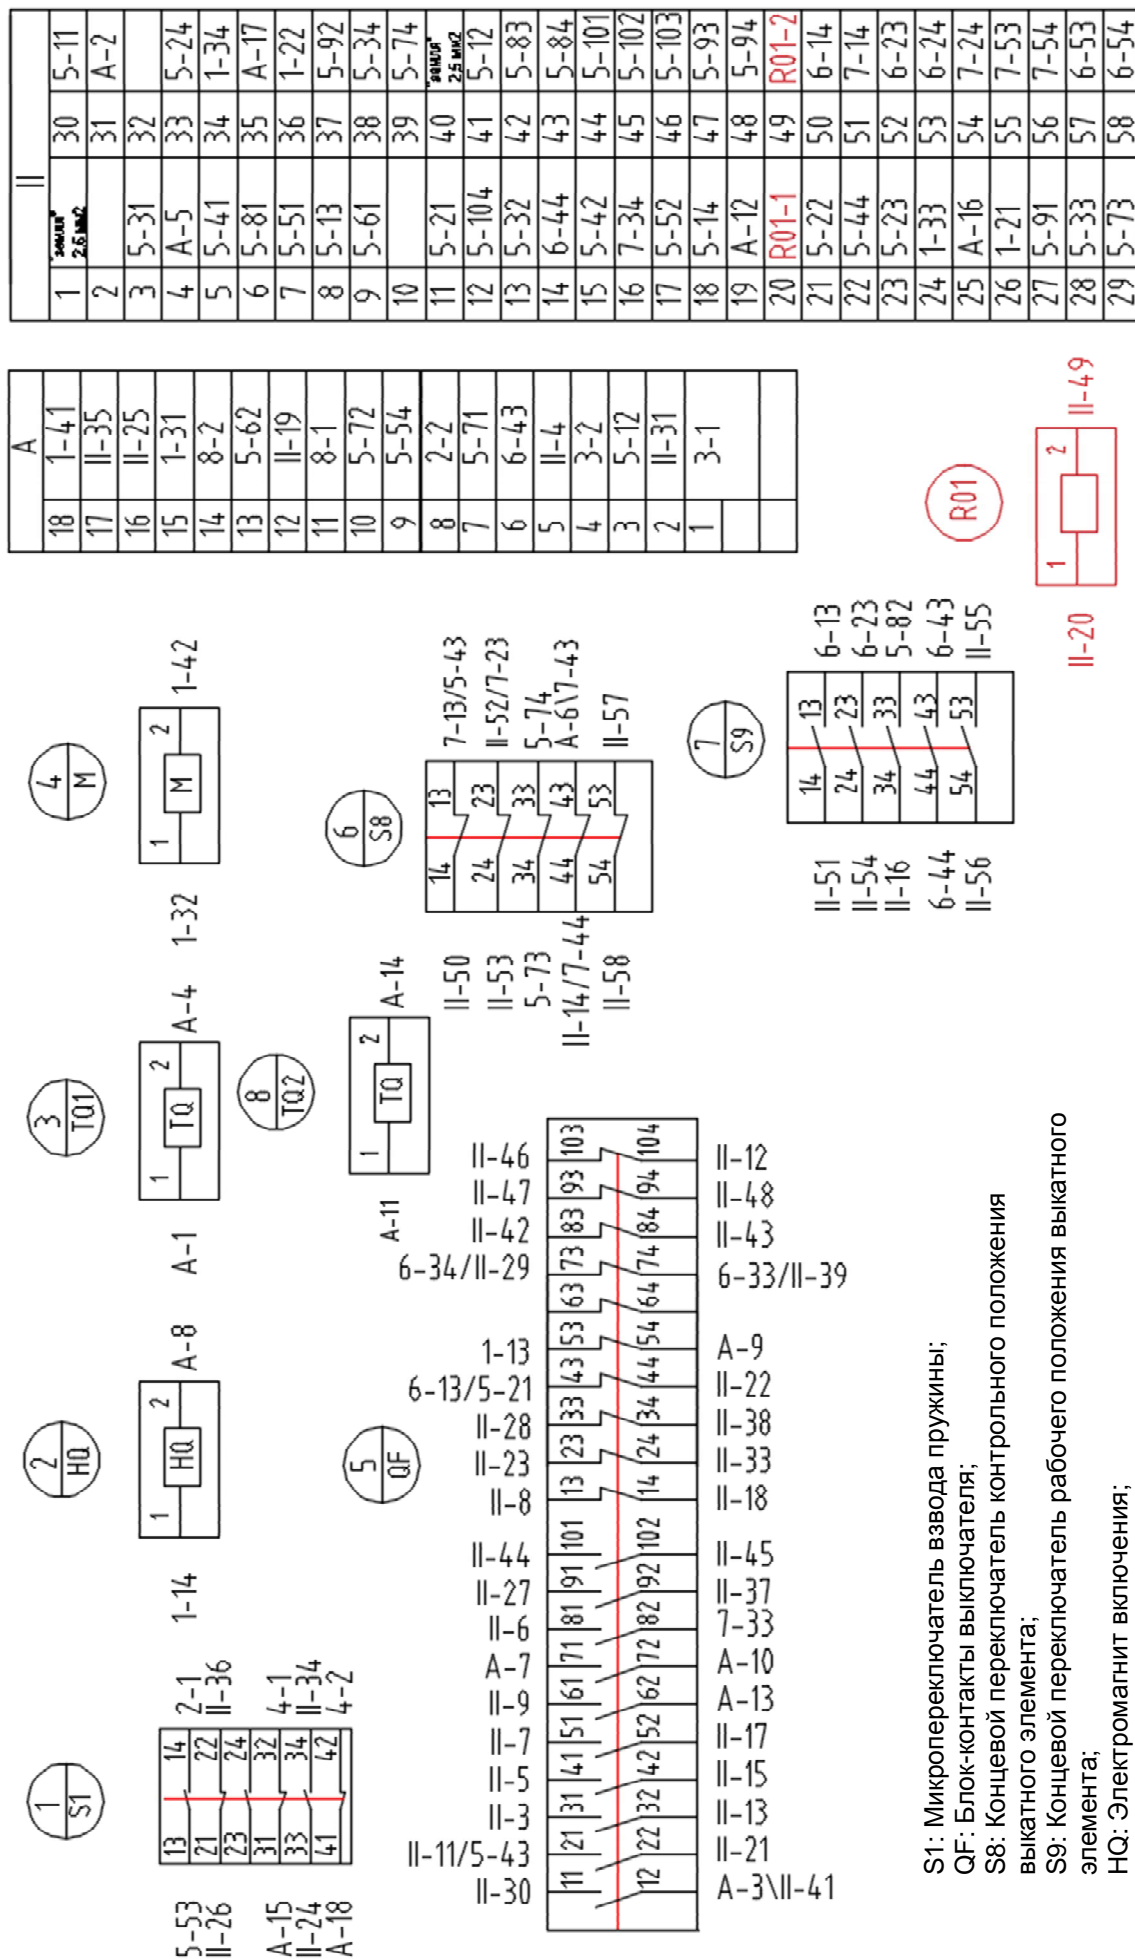 1
S1
5-53
II-26
A-15
II-24
A-18
13 14
21 22
23 24
31 32
33 34
41 42
2-1
II-36
4-1
II-34
4-2
2
HQ
1-14
1 HQ 2
A-8
3
TQ1
A-1
1 TQ 2
A-4
4
M
1-32
1 M 2
1-42
8
TQ2
A-11
1 TQ 2
A-14
5
QF
II-30
II-11/5-43
II-3
II-5
II-7
II-9
A-7
II-6
II-27
II-44
II-8
II-23
II-28
6-13/5-21
1-13
6-34/II-29
II-42
II-47
II-46
11 21 31 41 51 61 71 81 91 101 13 23 33 43 53 63 73 83 93 103
12 22 32 42 52 62 72 82 92 102 14 24 34 44 54 64 74 84 94 104
A-3\II-41
II-21
II-13
II-15
II-17
A-13
A-10
7-33
II-37
II-45
II-18
II-33
II-38
II-22
A-9
6-33/II-39
II-43
II-48
II-12
6
S8
II-50
II-53
5-73
II-14/7-44
II-58
14 13
24 23
34 33
44 43
54 53
7-13/5-43
II-52/7-23
5-74
A-6\7-43
II-57
7
S9
II-51
II-54
II-16
6-44
II-56
14 13
24 23
34 33
44 43
54 53
6-13
6-23
5-82
6-43
II-55
R01
II-20
1 2
II-49
A
18 1-41
17 II-35
16 II-25
15 1-31
14 8-2
13 5-62
12 II-19
11 8-1
10 5-72
9 5-54
8 2-2
7 5-71
6 6-43
5 II-4
4 3-2
3 5-12
2 II-31
1 3-1
II
1 "земля" 2,5 мм2 30 5-11
2 31 A-2
3 5-31 32
4 A-5 33 5-24
5 5-41 34 1-34
6 5-81 35 A-17
7 5-51 36 1-22
8 5-13 37 5-92
9 5-61 38 5-34
10 39 5-74
11 5-21 40 "земля" 2,5 мм2
12 5-104 41 5-12
13 5-32 42 5-83
14 6-44 43 5-84
15 5-42 44 5-101
16 7-34 45 5-102
17 5-52 46 5-103
18 5-14 47 5-93
19 A-12 48 5-94
20 R01-1 49 R01-2
21 5-22 50 6-14
22 5-44 51 7-14
23 5-23 52 6-23
24 1-33 53 6-24
25 A-16 54 7-24
26 1-21 55 7-53
27 5-91 56 7-54
28 5-33 57 6-53
29 5-73 58 6-54
S1: Микропереключатель взвода пружины;
QF: Блок-контакты выключателя;
S8: Концевой переключатель контрольного положения
выкатного элемента;
S9: Концевой переключатель рабочего положения выкатного
элемента;
HQ: Электромагнит включения;